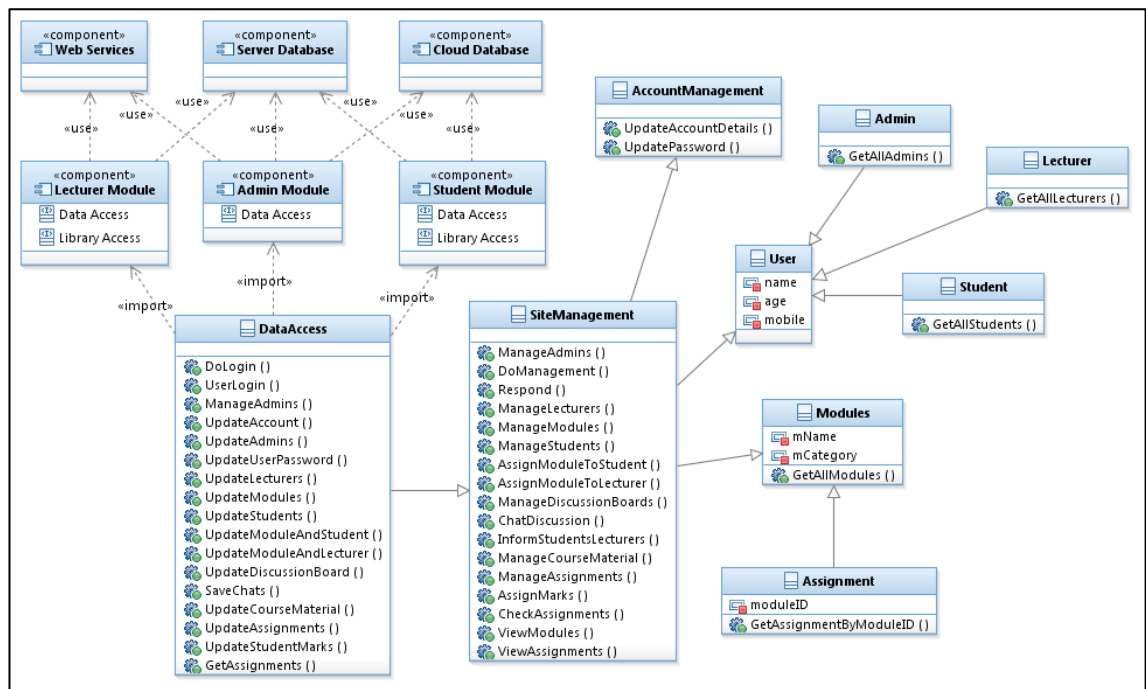 «component»
Web Services
«component»
Server Database
«component»
Cloud Database
«use»
«use»
«use»
«use»
«use»
«use»
«use»
«component»
Lecturer Module
Data Access
Library Access
«component»
Admin Module
Data Access
«component»
Student Module
Data Access
Library Access
«import»
«import»
«import»
DataAccess
DoLogin ()
UserLogin ()
ManageAdmins ()
UpdateAccount ()
UpdateAdmins ()
UpdateUserPassword ()
UpdateLecturers ()
UpdateModules ()
UpdateStudents ()
UpdateModuleAndStudent ()
UpdateModuleAndLecturer ()
UpdateDiscussionBoard ()
SaveChats ()
UpdateCourseMaterial ()
UpdateAssignments ()
UpdateStudentMarks ()
GetAssignments ()
SiteManagement
ManageAdmins ()
DoManagement ()
Respond ()
ManageLecturers ()
ManageModules ()
ManageStudents ()
AssignModuleToStudent ()
AssignModuleToLecturer ()
ManageDiscussionBoards ()
ChatDiscussion ()
InformStudentsLecturers ()
ManageCourseMaterial ()
ManageAssignments ()
AssignMarks ()
CheckAssignments ()
ViewModules ()
ViewAssignments ()
AccountManagement
UpdateAccountDetails ()
UpdatePassword ()
Admin
GetAllAdmins ()
Lecturer
GetAllLecturers ()
User
name
age
mobile
Student
GetAllStudents ()
Modules
mName
mCategory
GetAllModules ()
Assignment
moduleID
GetAssignmentByModuleID ()